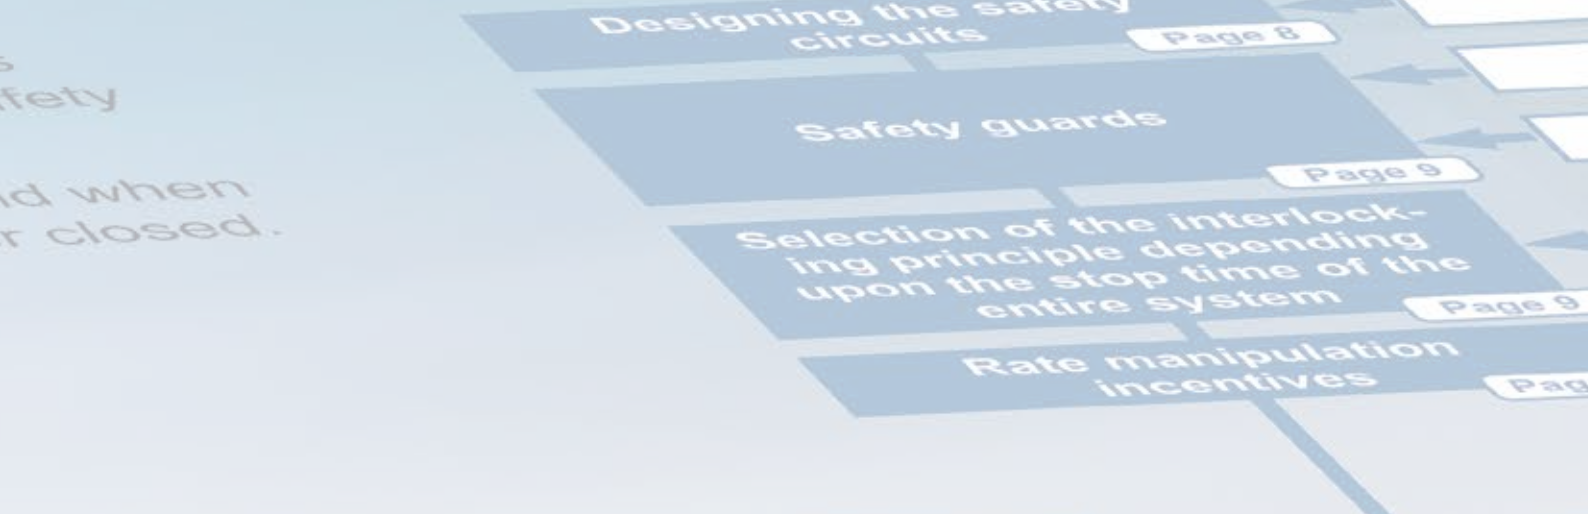 fety
when
closed.
Designing the safety
circuits
Page 8
Safety guards
Page 9
Selection of the interlock-
ing principle depending
upon the stop time of the
entire system
Page 9
Rate manipulation
incentives
Pag